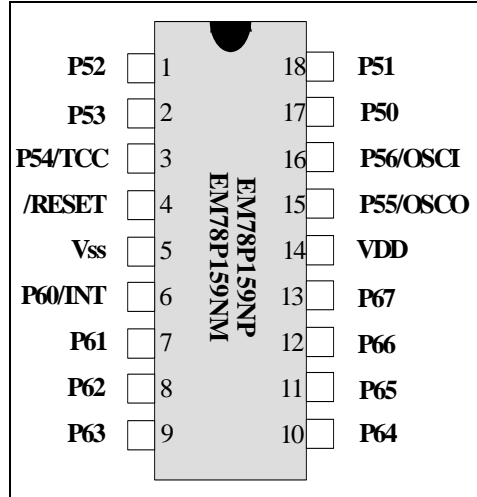 P52 1 18 P51
P53 2 17 P50
P54/TCC 3 16 P56/OSCI
/RESET 4 15 P55/OSCO
Vss 5 14 VDD
P60/INT 6 13 P67
P61 7 12 P66
P62 8 11 P65
P63 9 10 P64
EM78P159NP
EM78P159NM